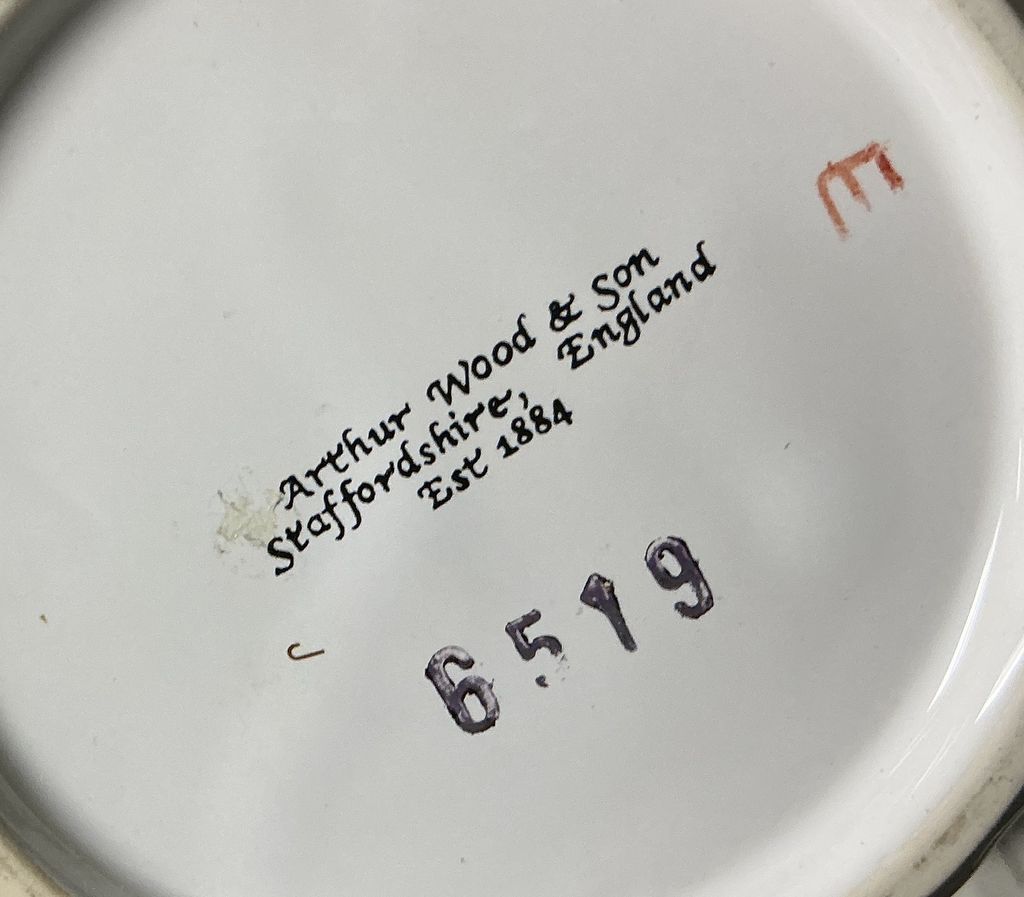 E
Arthur Wood & Son
Staffordshire, England
Est 1884
6519